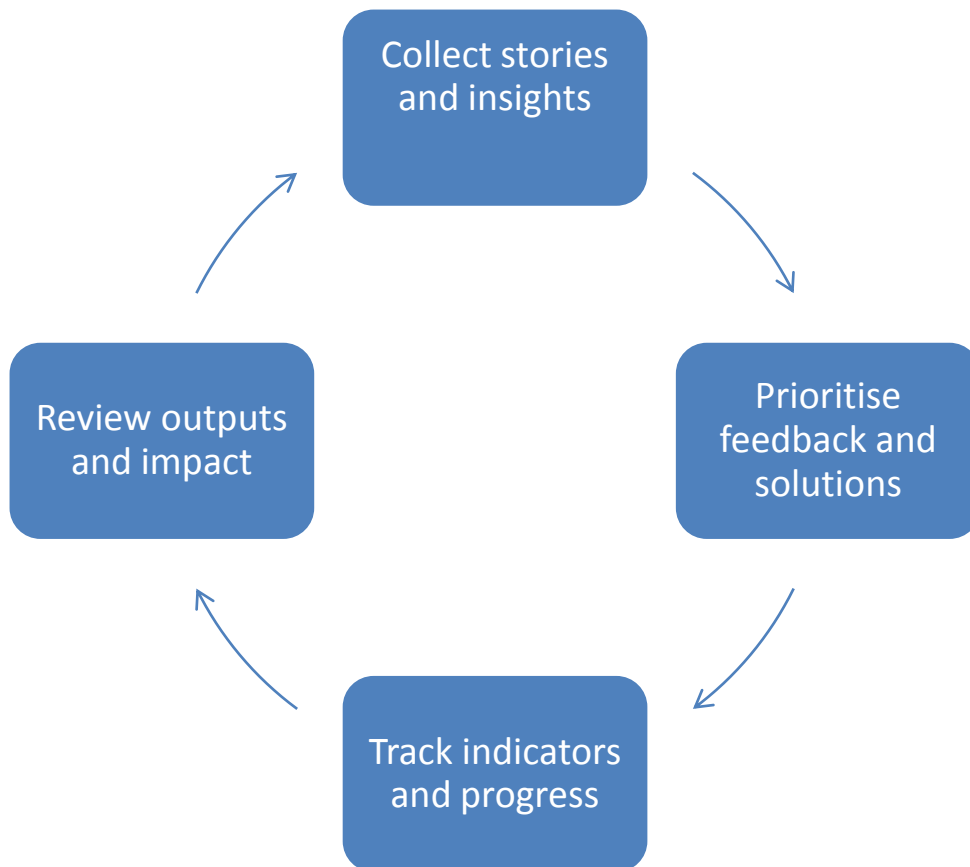 Collect stories
and insights
Prioritise
feedback and
solutions
Track indicators
and progress
Review outputs
and impact